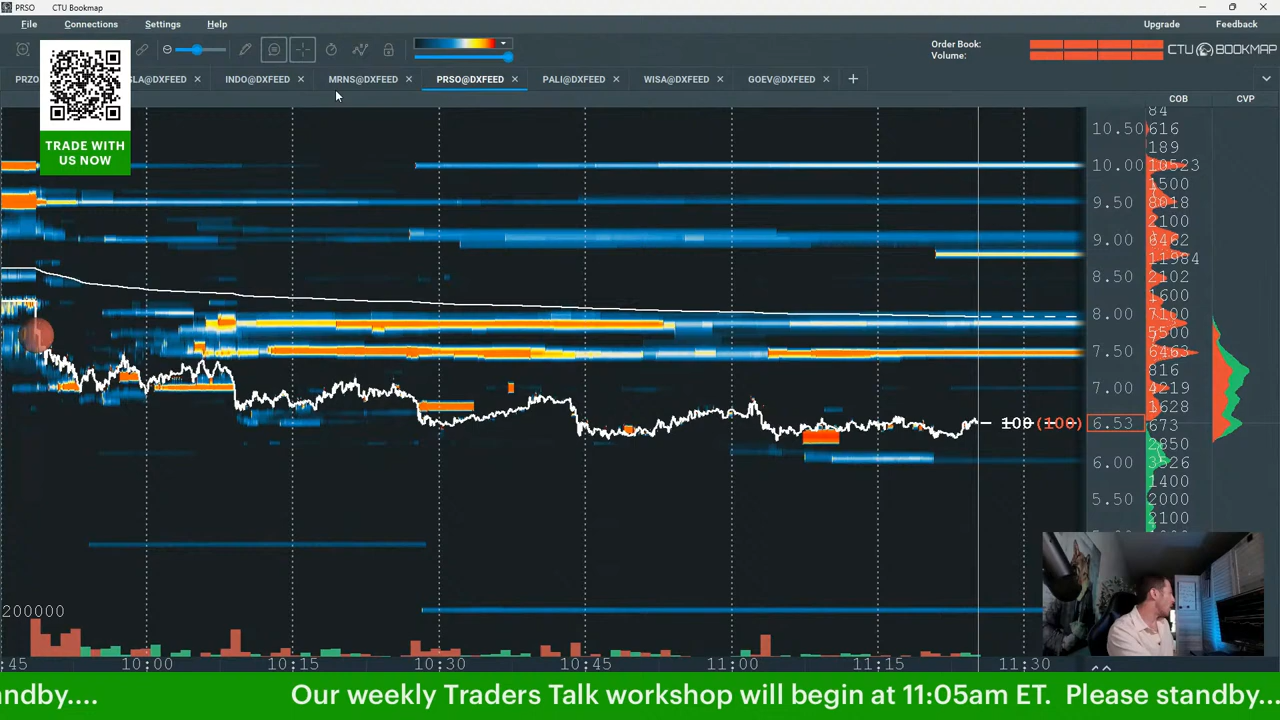 PRSO CTU Bookmap
File Connections Settings Help Upgrade Feedback
Order Book:
Volume:
CTU BOOKMAP
PRZO
SLA@DXFEED INDO@DXFEED MRNS@DXFEED PRSO@DXFEED PALI@DXFEED WISA@DXFEED GOEV@DXFEED
COB CVP
TRADE WITH
US NOW
84
10.50 616
189
10.00 10523
1500
9.50 8018
2100
9.00 6462
11984
8.50 2102
1600
8.00 7100
5500
7.50 6463
816
7.00 4219
1628
100 (100) 6.53 673
2850
6.00 3526
1400
5.50 2000
2100
200000
:45 10:00 10:15 10:30 10:45 11:00 11:15 11:30
andby.... Our weekly Traders Talk workshop will begin at 11:05am ET. Please standby...